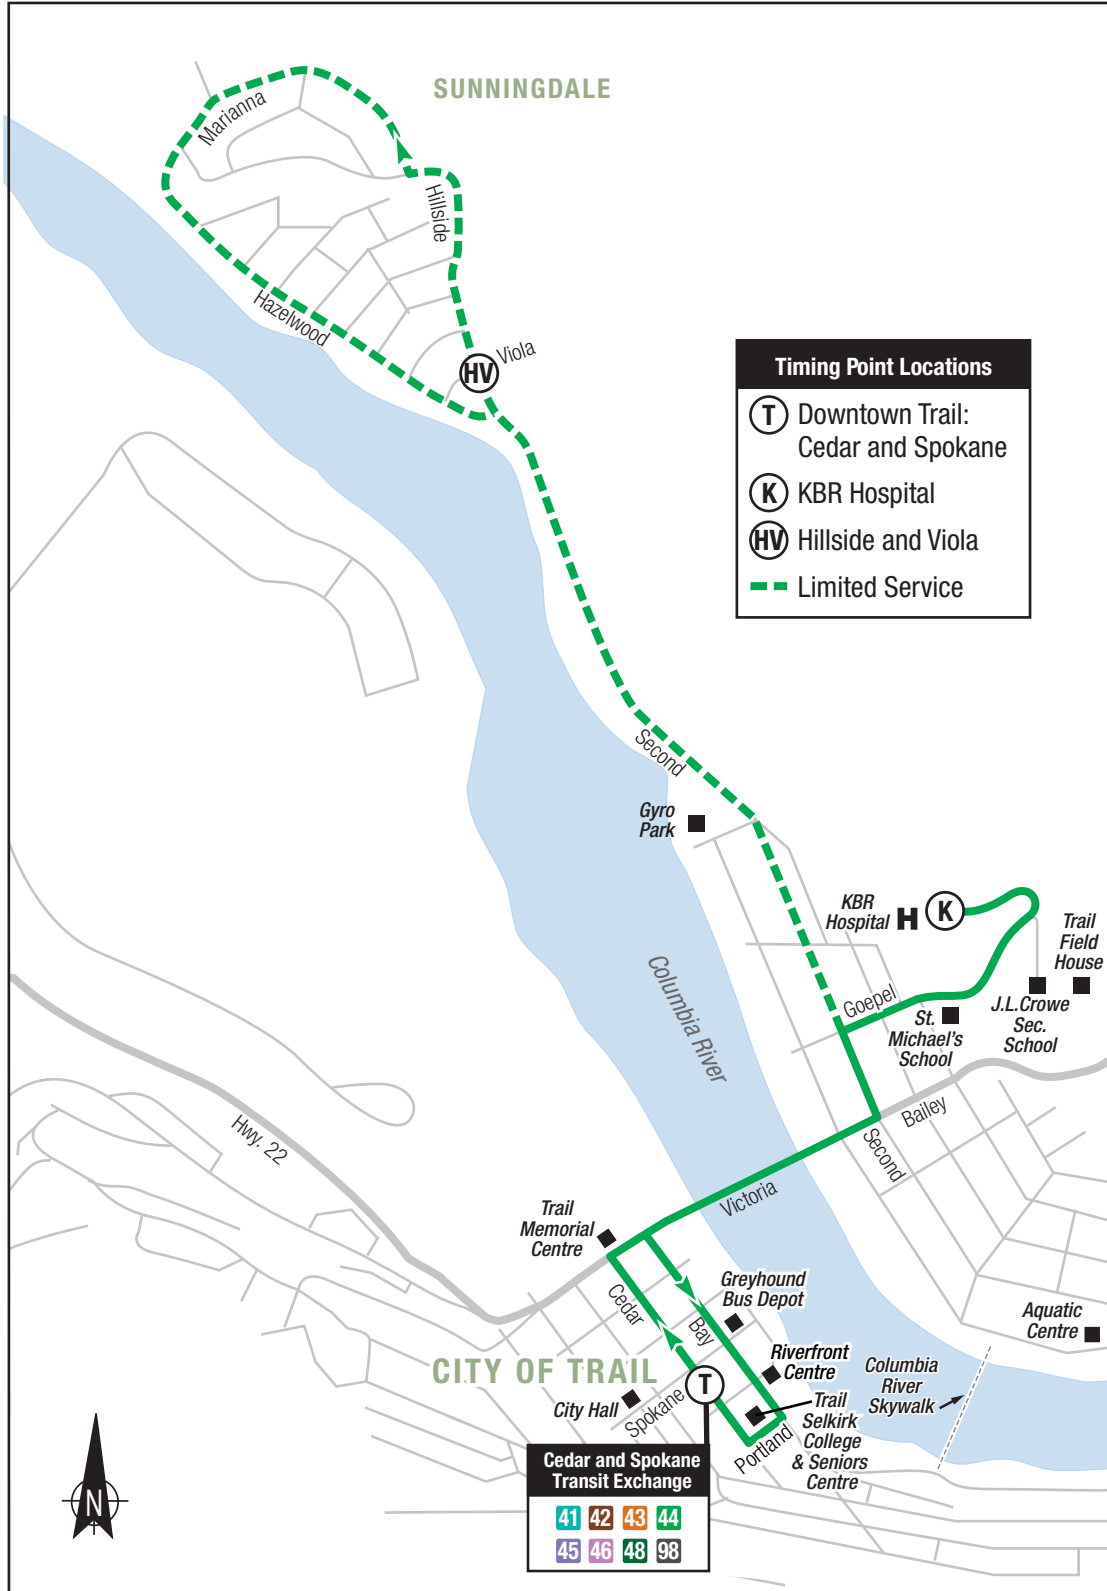 SUNNINGDALE
Marianna
Hillside
Hazelwood
HV
Viola
Timing Point Locations
T Downtown Trail:
Cedar and Spokane
K KBR Hospital
HV Hillside and Viola
Limited Service
Second
Gyro
Park
KBR
Hospital
H
K
Trail
Field
House
Goepel
J.L.Crowe
Sec.
School
St.
Michael's
School
Columbia River
Bailey
Second
Hwy. 22
Victoria
Trail
Memorial
Centre
Cedar
Greyhound
Bus Depot
Bay
Aquatic
Centre
Riverfront
Centre
Columbia
River
Skywalk
CITY OF TRAIL
T
City Hall
Spokane
Trail
Selkirk
College
& Seniors
Centre
Portland
Cedar and Spokane
Transit Exchange
41 42 43 44
45 46 48 98
N